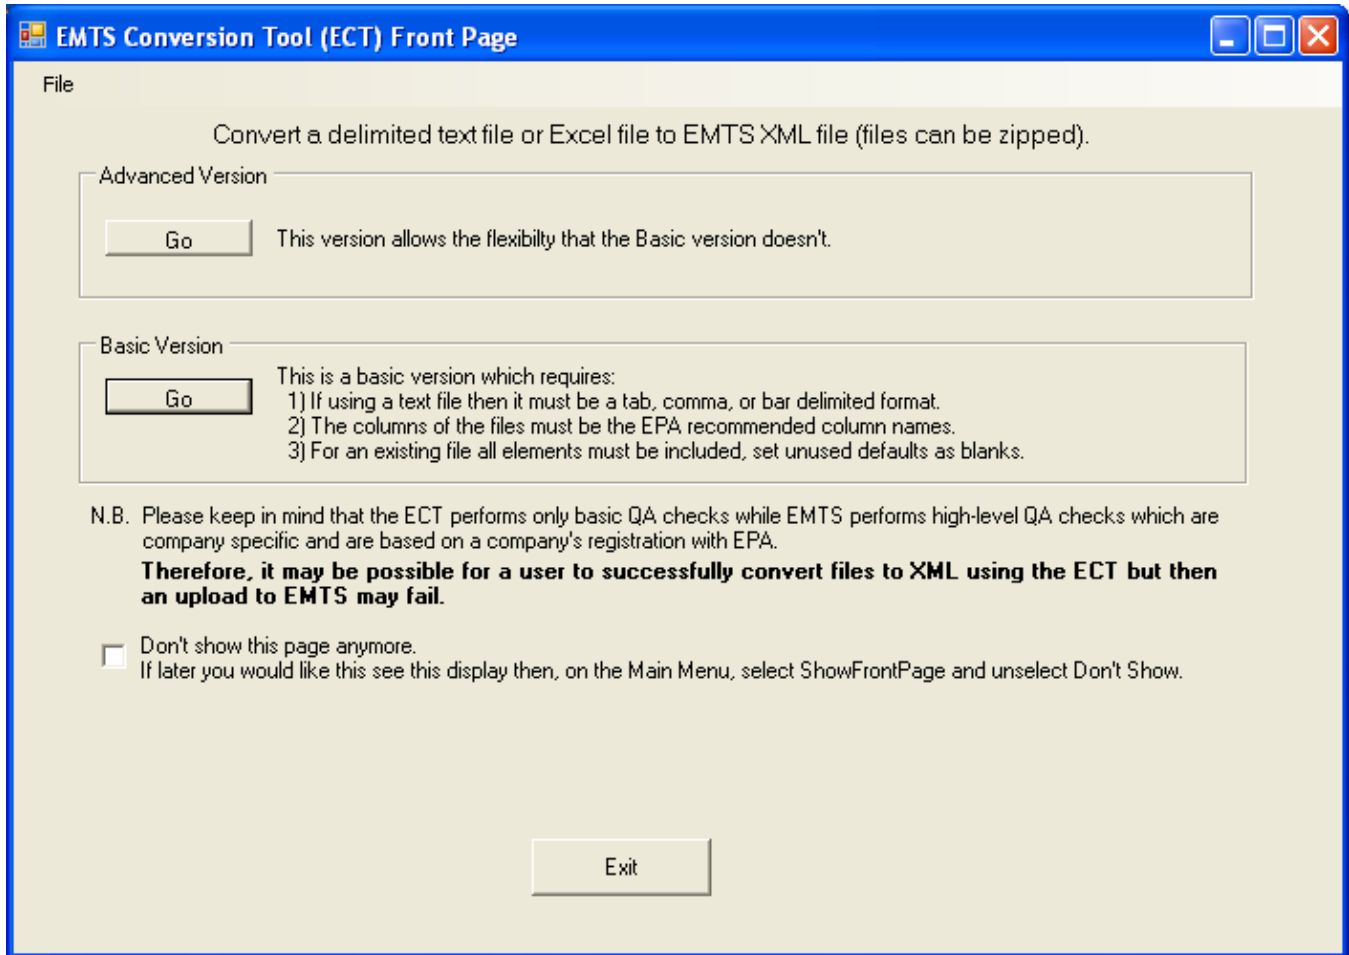 EMTS Conversion Tool (ECT) Front Page
File
Convert a delimited text file or Excel file to EMTS XML file (files can be zipped).
Advanced Version
Go
This version allows the flexibilty that the Basic version doesn't.
Basic Version
Go
This is a basic version which requires:
1) If using a text file then it must be a tab, comma, or bar delimited format.
2) The columns of the files must be the EPA recommended column names.
3) For an existing file all elements must be included, set unused defaults as blanks.
N.B. Please keep in mind that the ECT performs only basic QA checks while EMTS performs high-level QA checks which are
company specific and are based on a company's registration with EPA.
Therefore, it may be possible for a user to successfully convert files to XML using the ECT but then
an upload to EMTS may fail.
Don't show this page anymore.
If later you would like this see this display then, on the Main Menu, select ShowFrontPage and unselect Don't Show.
Exit